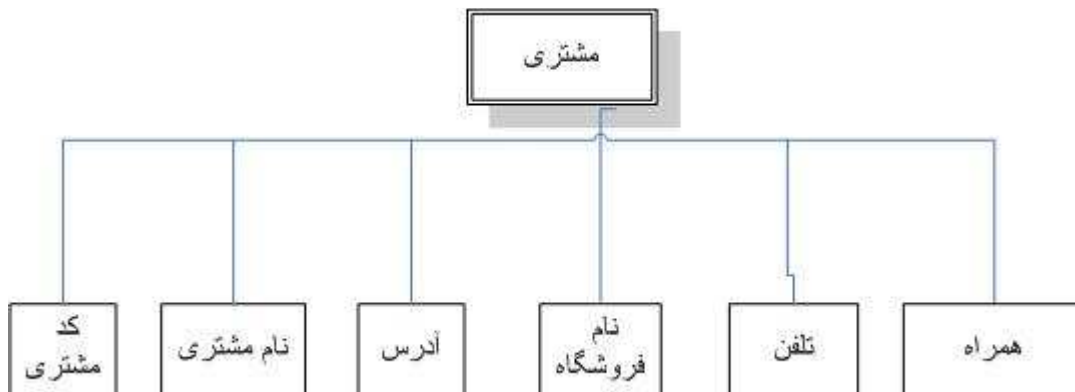 مشتری
همراه
تلفن
نام
فروشگاه
آدرس
نام مشتری
کد
مشتری